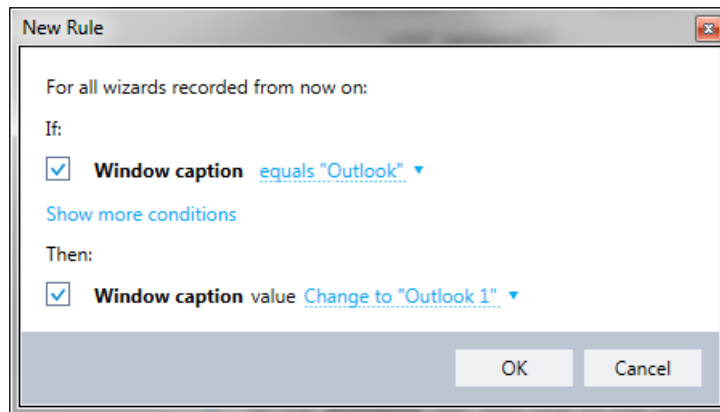 New Rule
For all wizards recorded from now on:
If:
Window caption equals "Outlook"
Show more conditions
Then:
Window caption value Change to "Outlook 1"
OK Cancel